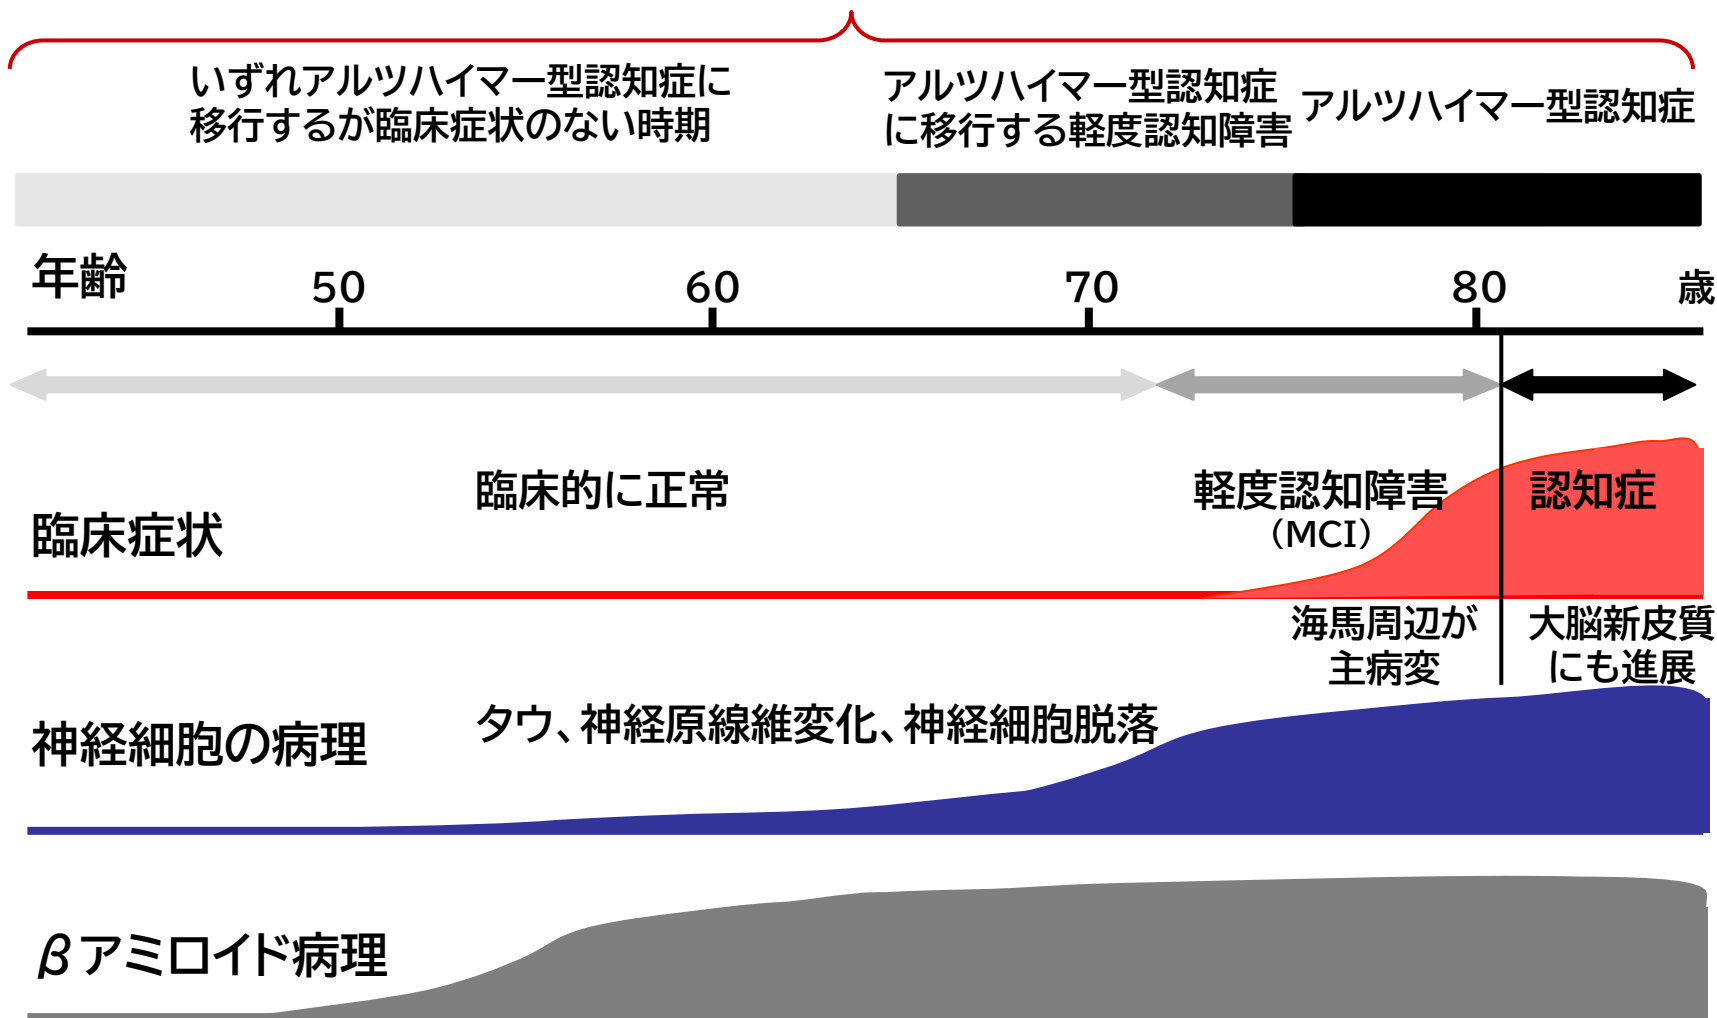 いずれアルツハイマー型認知症に
移行するが臨床症状のない時期
アルツハイマー型認知症
に移行する軽度認知障害
アルツハイマー型認知症
年齢
50
60
70
80
歳
臨床症状
臨床的に正常
軽度認知障害
（MCI）
認知症
海馬周辺が
主病変
大脳新皮質
にも進展
神経細胞の病理
タウ、神経原線維変化、神経細胞脱落
βアミロイド病理